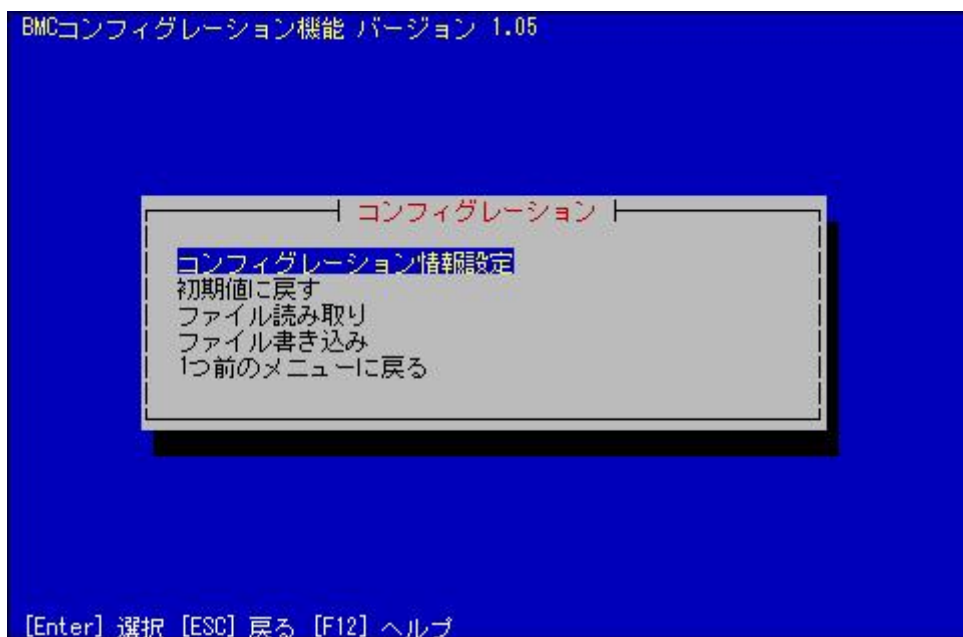 BMCコンフィグレーション機能 バージョン 1.05
コンフィグレーション
コンフィグレーション情報設定
初期値に戻す
ファイル読み取り
ファイル書き込み
1つ前のメニューに戻る
[Enter] 選択 [ESC] 戻る [F12] ヘルプ